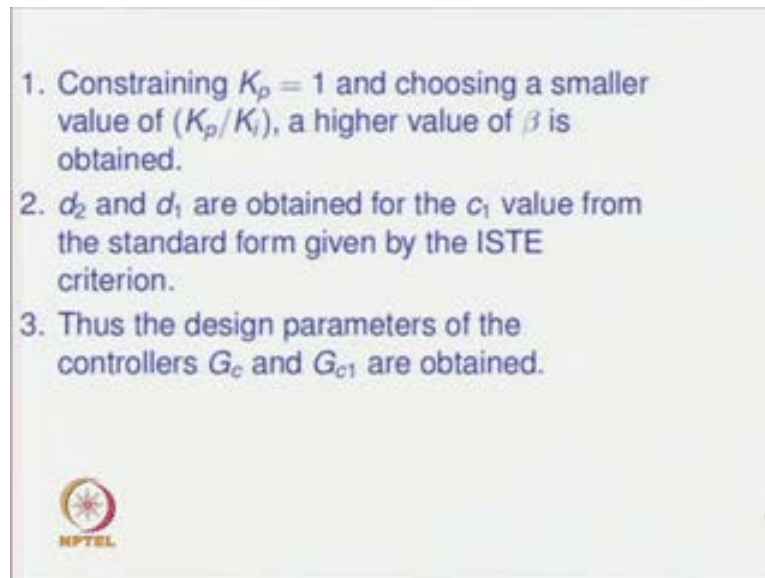 1. Constraining Kₚ = 1 and choosing a smaller
value of (Kₚ/Kᵢ), a higher value of β is
obtained.
2. d₂ and d₁ are obtained for the c₁ value from
the standard form given by the ISTE
criterion.
3. Thus the design parameters of the
controllers G_c and G_c1 are obtained.
NPTEL